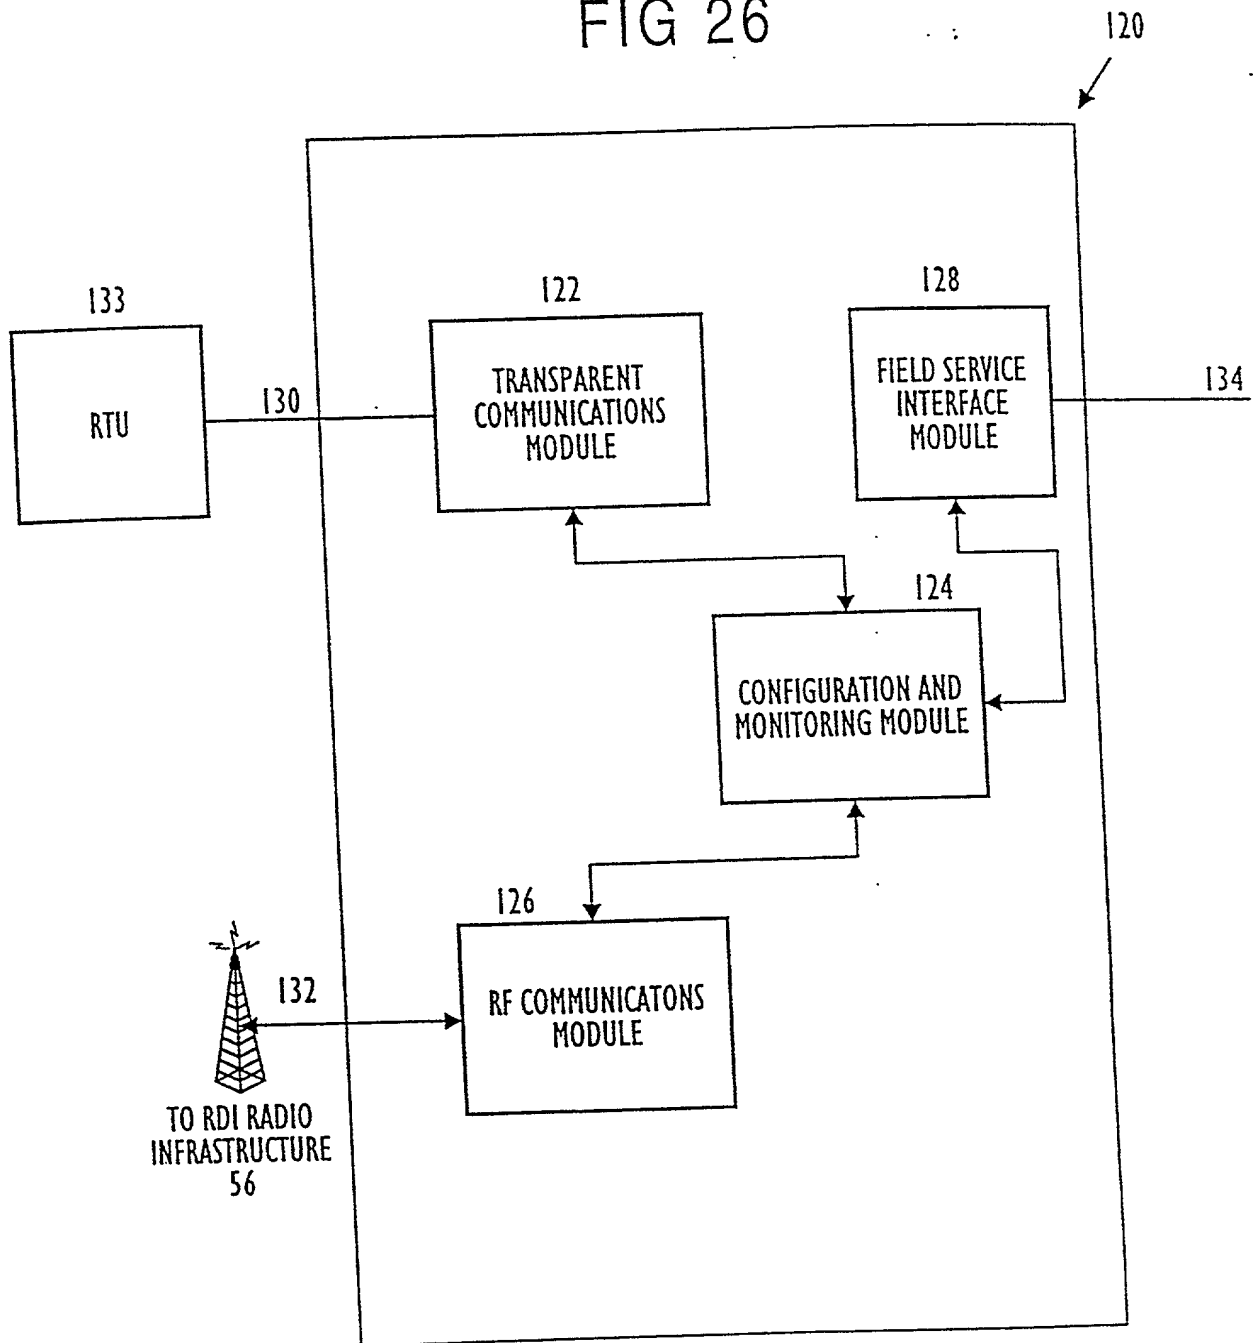 FIG 26
120
133
RTU
130
122
TRANSPARENT
COMMUNICATIONS
MODULE
128
FIELD SERVICE
INTERFACE
MODULE
134
124
CONFIGURATION AND
MONITORING MODULE
126
RF COMMUNICATONS
MODULE
132
TO RDI RADIO
INFRASTRUCTURE
56